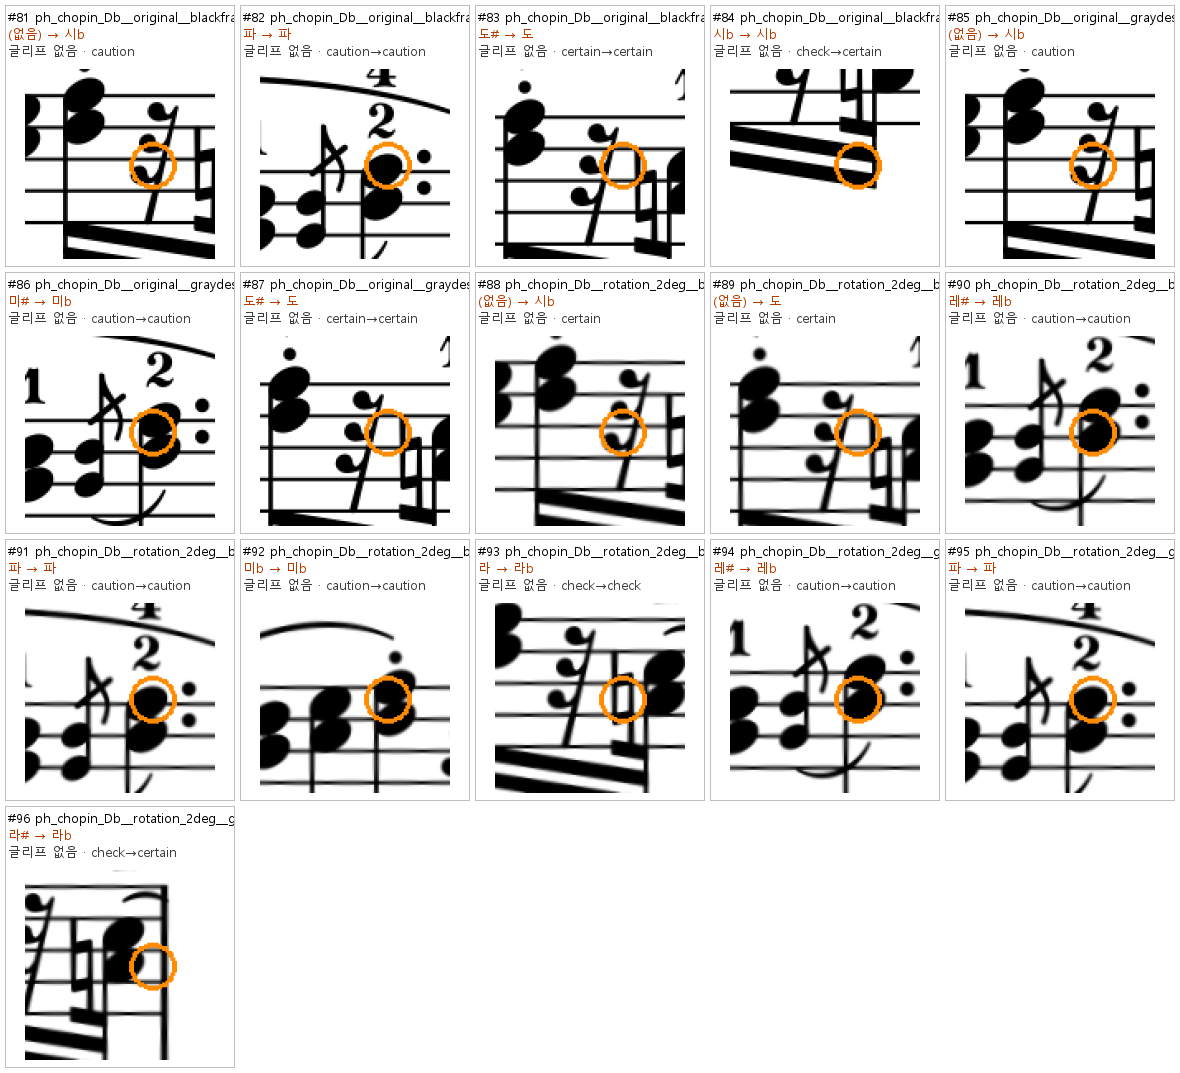 #81 ph_chopin_Db__original__blackfra
(없음) → 시b
글리프 없음 · caution
#82 ph_chopin_Db__original__blackfra
파 → 파
글리프 없음 · caution→caution
4
2
#83 ph_chopin_Db__original__blackfra
도# → 도
글리프 없음 · certain→certain
#84 ph_chopin_Db__original__blackfra
시b → 시b
글리프 없음 · check→certain
#85 ph_chopin_Db__original__graydes
(없음) → 시b
글리프 없음 · caution
#86 ph_chopin_Db__original__graydes
미# → 미b
글리프 없음 · caution→caution
1
2
#87 ph_chopin_Db__original__graydes
도# → 도
글리프 없음 · certain→certain
1
#88 ph_chopin_Db__rotation_2deg__b
(없음) → 시b
글리프 없음 · certain
#89 ph_chopin_Db__rotation_2deg__b
(없음) → 도
글리프 없음 · certain
#90 ph_chopin_Db__rotation_2deg__b
레# → 레b
글리프 없음 · caution→caution
1
2
#91 ph_chopin_Db__rotation_2deg__b
파 → 파
글리프 없음 · caution→caution
4
2
#92 ph_chopin_Db__rotation_2deg__b
미b → 미b
글리프 없음 · caution→caution
#93 ph_chopin_Db__rotation_2deg__b
라 → 라b
글리프 없음 · check→check
#94 ph_chopin_Db__rotation_2deg__g
레# → 레b
글리프 없음 · caution→caution
1
2
#95 ph_chopin_Db__rotation_2deg__g
파 → 파
글리프 없음 · caution→caution
4
2
#96 ph_chopin_Db__rotation_2deg__g
라# → 라b
글리프 없음 · check→certain